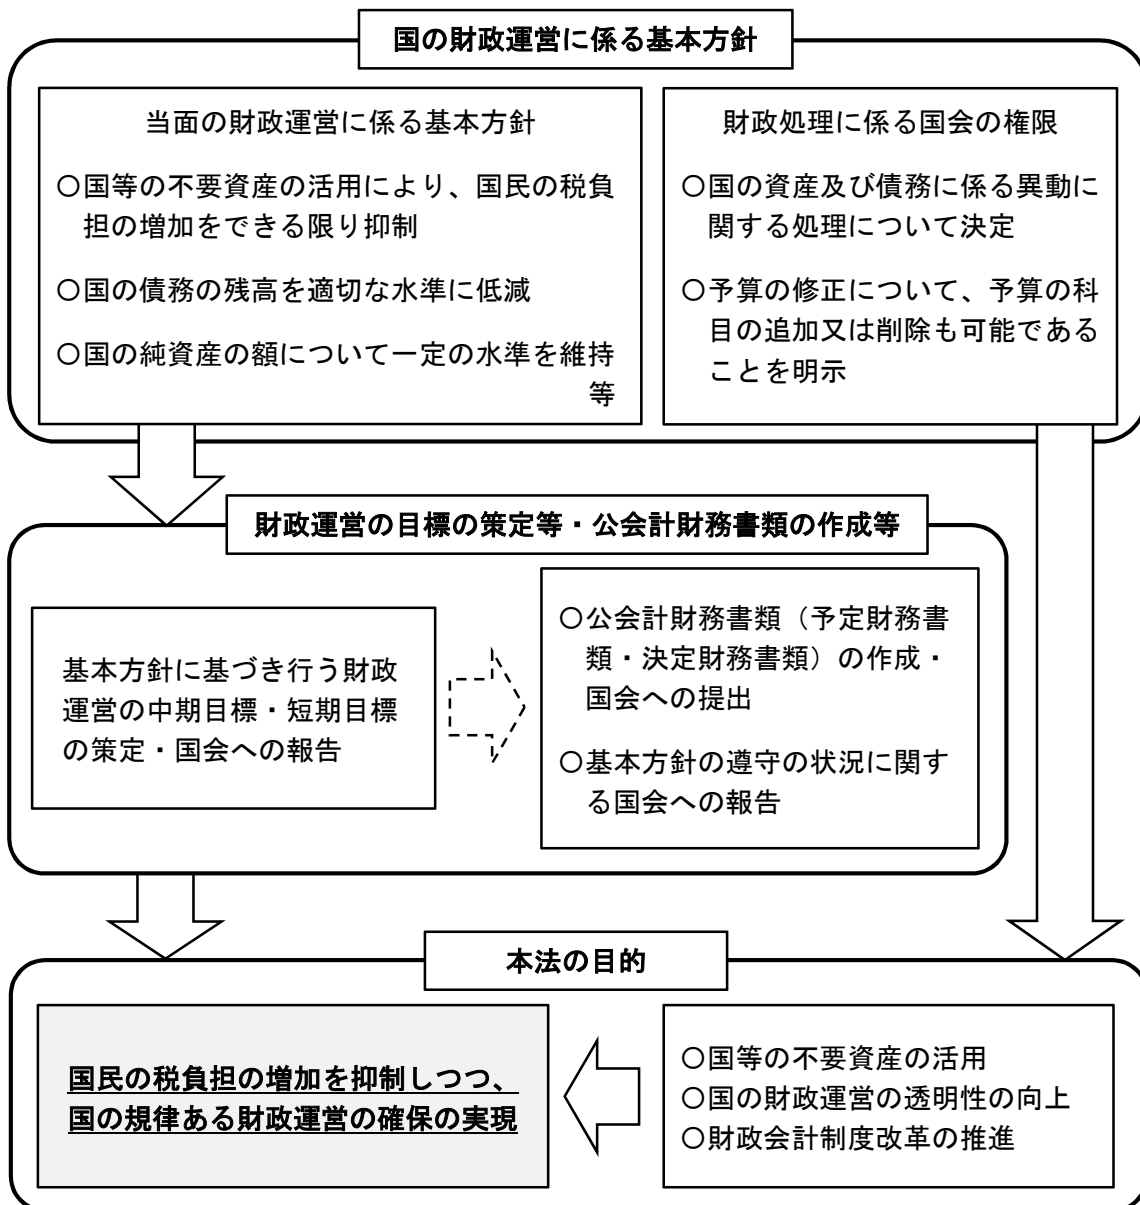 国の財政運営に係る基本方針
当面の財政運営に係る基本方針
〇国等の不要資産の活用により、国民の税負
担の増加をできる限り抑制
〇国の債務の残高を適切な水準に低減
〇国の純資産の額について一定の水準を維持
等
財政処理に係る国会の権限
〇国の資産及び債務に係る異動に
関する処理について決定
〇予算の修正について、予算の科
目の追加又は削除も可能である
ことを明示
財政運営の目標の策定等・公会計財務書類の作成等
基本方針に基づき行う財政
運営の中期目標・短期目標
の策定・国会への報告
〇公会計財務書類（予定財務書
類・決定財務書類）の作成・
国会への提出
〇基本方針の遵守の状況に関す
る国会への報告
本法の目的
国民の税負担の増加を抑制しつつ、
国の規律ある財政運営の確保の実現
〇国等の不要資産の活用
〇国の財政運営の透明性の向上
〇財政会計制度改革の推進